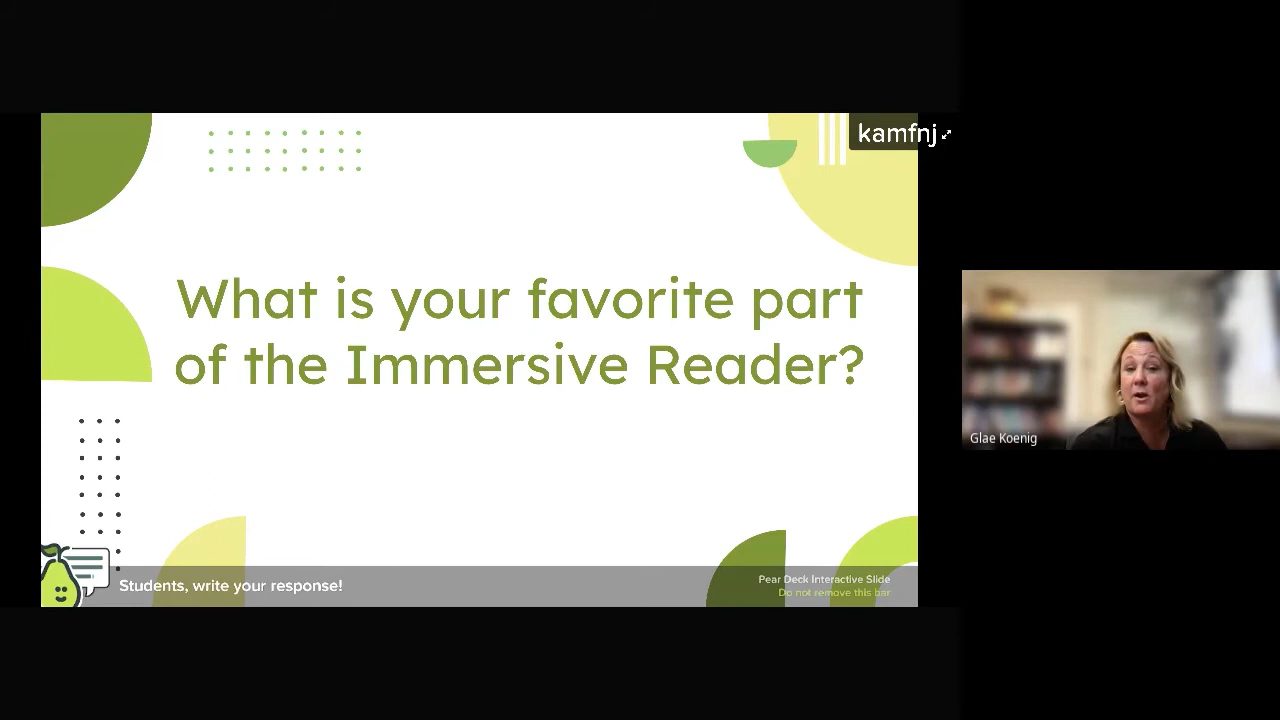 kamfnj
What is your favorite part
of the Immersive Reader?
Glae Koenig
Students, write your response!
Pear Deck Interactive Slide
Do not remove this bar